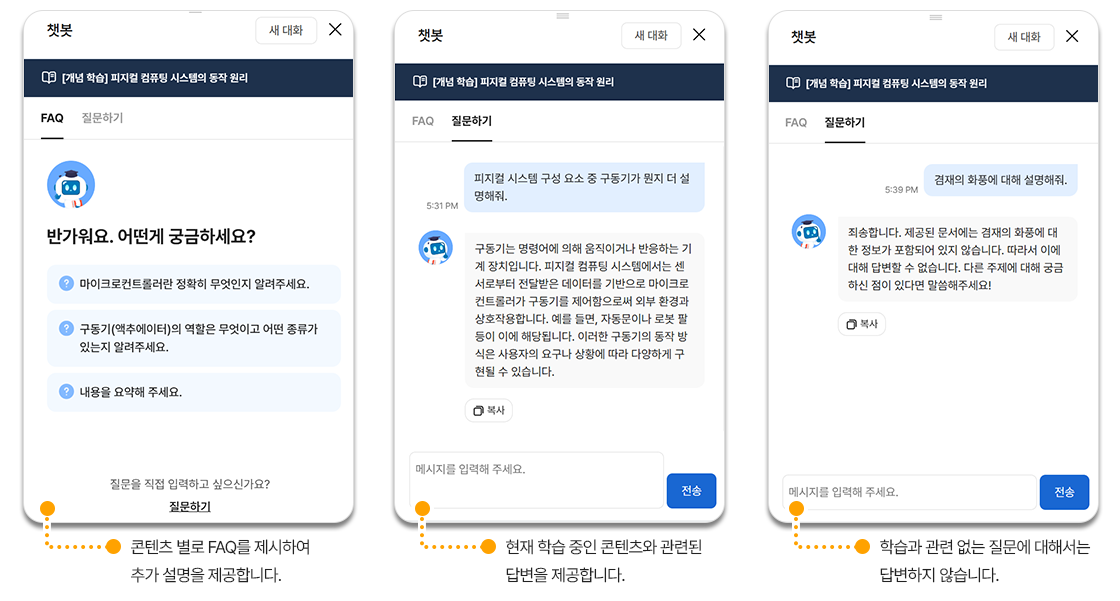 챗봇
새 대화
[개념 학습] 피지컬 컴퓨팅 시스템의 동작 원리
FAQ 질문하기
반가워요. 어떤게 궁금하세요?
? 마이크로컨트롤러란 정확히 무엇인지 알려주세요.
? 구동기(액추에이터)의 역할은 무엇이고 어떤 종류가
있는지 알려주세요.
? 내용을 요약해 주세요.
질문을 직접 입력하고 싶으신가요?
질문하기
콘텐츠 별로 FAQ를 제시하여
추가 설명을 제공합니다.
챗봇
새 대화
[개념 학습] 피지컬 컴퓨팅 시스템의 동작 원리
FAQ 질문하기
피지컬 시스템 구성 요소 중 구동기가 뭔지 더 설
명해줘.
5:31 PM
구동기는 명령어에 의해 움직이거나 반응하는 기
계 장치입니다. 피지컬 컴퓨팅 시스템에서는 센
서로부터 전달받은 데이터를 기반으로 마이크로
컨트롤러가 구동기를 제어함으로써 외부 환경과
상호작용합니다. 예를 들면, 자동문이나 로봇 팔
등이 이에 해당됩니다. 이러한 구동기의 동작 방
식은 사용자의 요구나 상황에 따라 다양하게 구
현될 수 있습니다.
복사
메시지를 입력해 주세요.
전송
현재 학습 중인 콘텐츠와 관련된
답변을 제공합니다.
챗봇
새 대화
[개념 학습] 피지컬 컴퓨팅 시스템의 동작 원리
FAQ 질문하기
겸재의 화풍에 대해 설명해줘.
5:39 PM
죄송합니다. 제공된 문서에는 겸재의 화풍에 대
한 정보가 포함되어 있지 않습니다. 따라서 이에
대해 답변할 수 없습니다. 다른 주제에 대해 궁금
하신 점이 있다면 말씀해주세요!
복사
메시지를 입력해 주세요.
전송
학습과 관련 없는 질문에 대해서는
답변하지 않습니다.